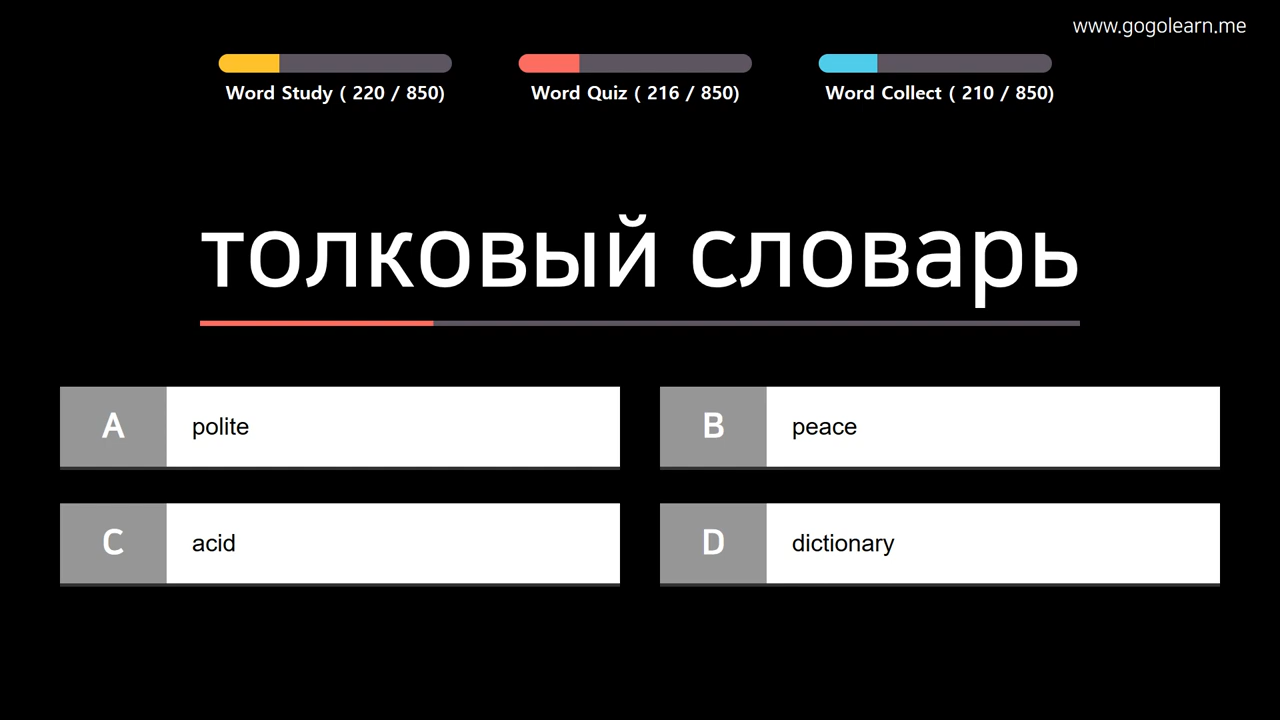 www.gogolearn.me
Word Study ( 220 / 850)
Word Quiz ( 216 / 850)
Word Collect ( 210 / 850)
толковый словарь
A polite
B peace
C acid
D dictionary